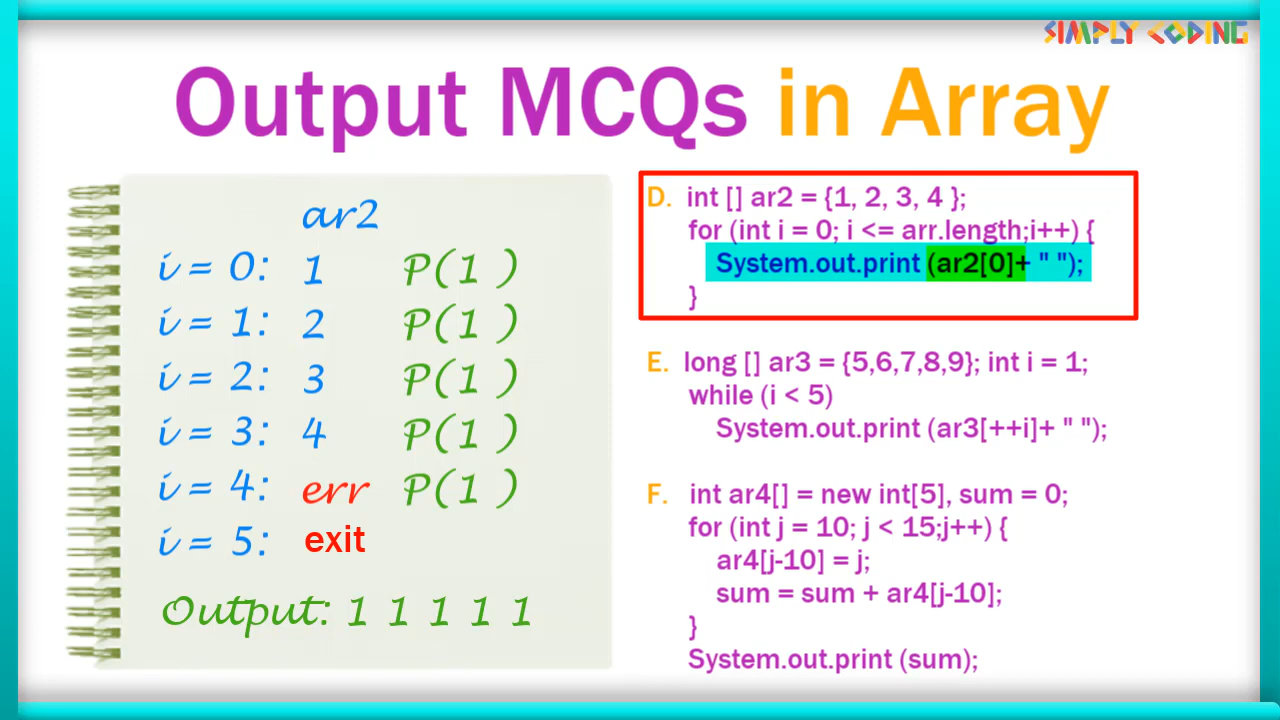 SIMPLY CODING
Output MCQs in Array
ar2
i = 0: 1 P(1 )
i = 1: 2 P(1 )
i = 2: 3 P(1 )
i = 3: 4 P(1 )
i = 4: err P(1 )
i = 5: exit
Output: 1 1 1 1 1
D. int [] ar2 = {1, 2, 3, 4 };
for (int i = 0; i <= arr.length;i++) {
System.out.print (ar2[0]+ " ");
}
E. long [] ar3 = {5,6,7,8,9}; int i = 1;
while (i < 5)
System.out.print (ar3[++i]+ " ");
F. int ar4[] = new int[5], sum = 0;
for (int j = 10; j < 15;j++) {
ar4[j-10] = j;
sum = sum + ar4[j-10];
}
System.out.print (sum);